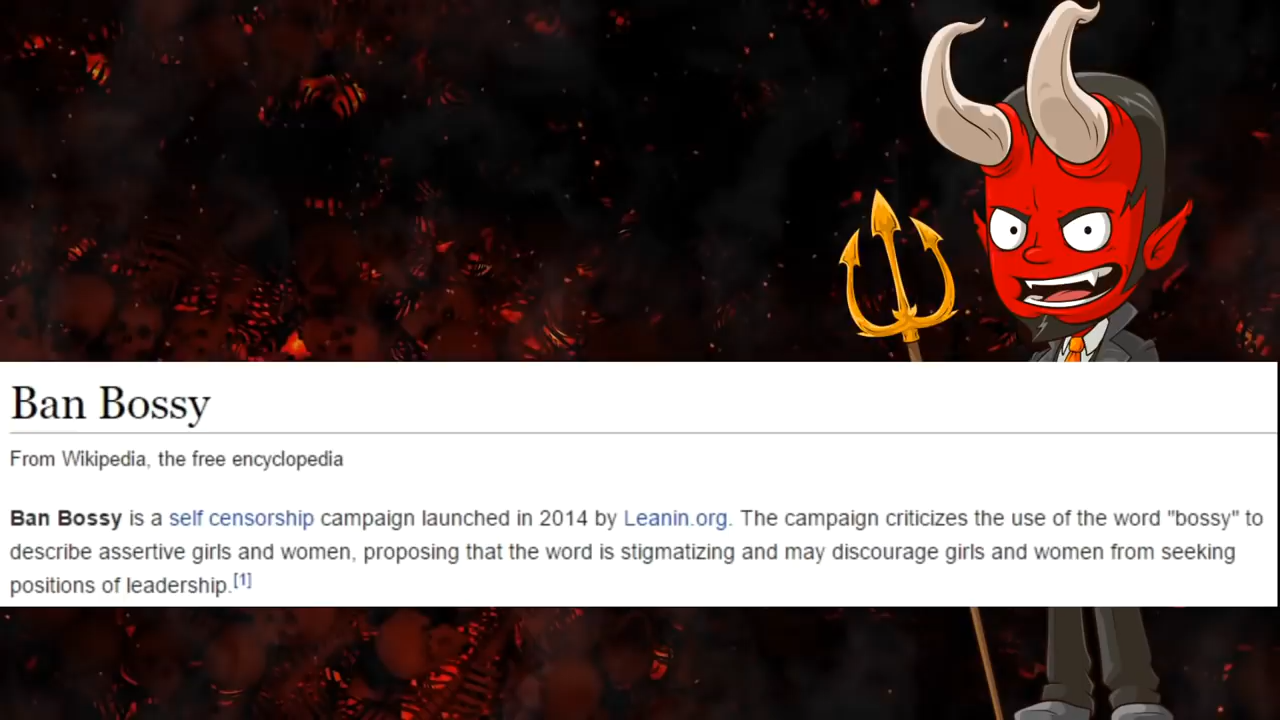 Ban Bossy
From Wikipedia, the free encyclopedia
Ban Bossy is a self censorship campaign launched in 2014 by Leanin.org. The campaign criticizes the use of the word "bossy" to
describe assertive girls and women, proposing that the word is stigmatizing and may discourage girls and women from seeking
positions of leadership.[1]